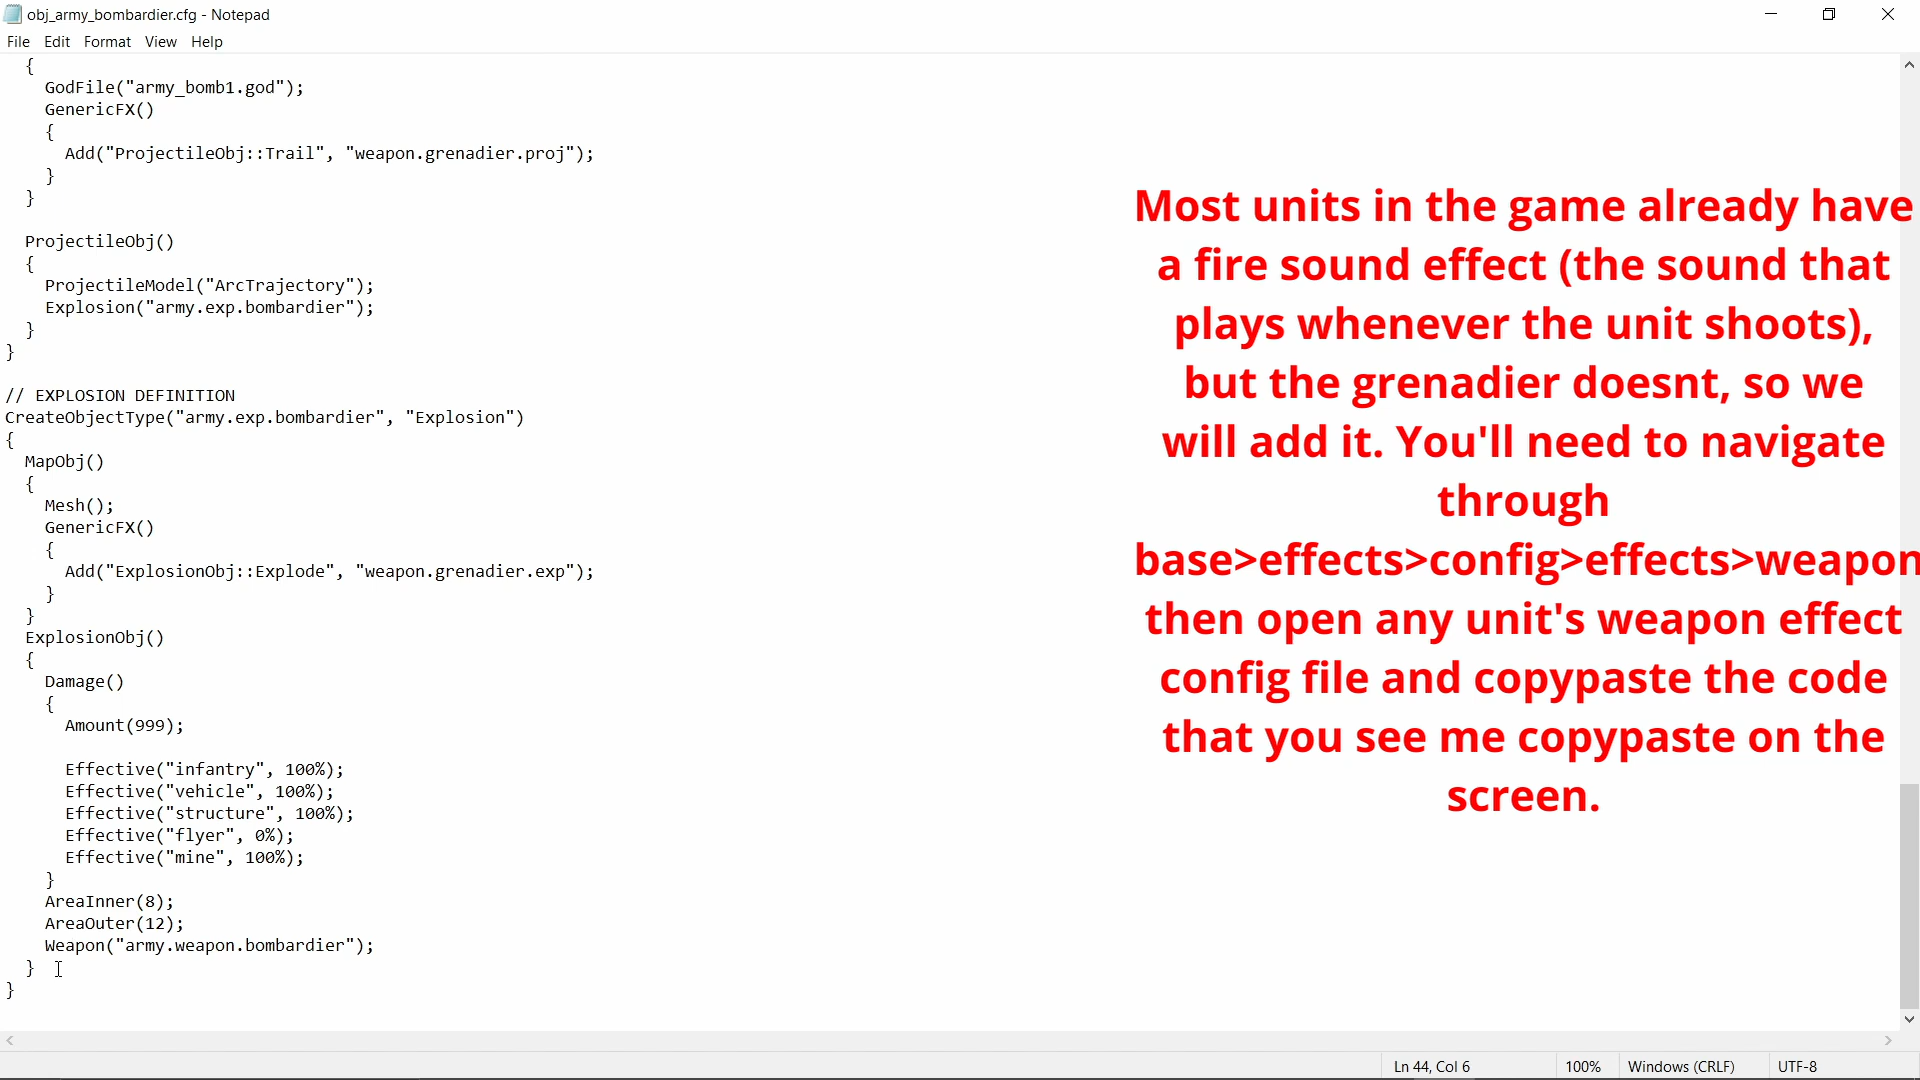 obj_army_bombardier.cfg - Notepad
File Edit Format View Help
{
GodFile("army_bomb1.god");
GenericFX()
{
Add("ProjectileObj::Trail", "weapon.grenadier.proj");
}
}
ProjectileObj()
{
ProjectileModel("ArcTrajectory");
Explosion("army.exp.bombardier");
}
}
// EXPLOSION DEFINITION
CreateObjectType("army.exp.bombardier", "Explosion")
{
MapObj()
{
Mesh();
GenericFX()
{
Add("ExplosionObj::Explode", "weapon.grenadier.exp");
}
}
ExplosionObj()
{
Damage()
{
Amount(999);
Effective("infantry", 100%);
Effective("vehicle", 100%);
Effective("structure", 100%);
Effective("flyer", 0%);
Effective("mine", 100%);
}
AreaInner(8);
AreaOuter(12);
Weapon("army.weapon.bombardier");
}
}
Most units in the game already have
a fire sound effect (the sound that
plays whenever the unit shoots),
but the grenadier doesnt, so we
will add it. You'll need to navigate
through
base>effects>config>effects>weapon
then open any unit's weapon effect
config file and copypaste the code
that you see me copypaste on the
screen.
Ln 44, Col 6 100% Windows (CRLF) UTF-8